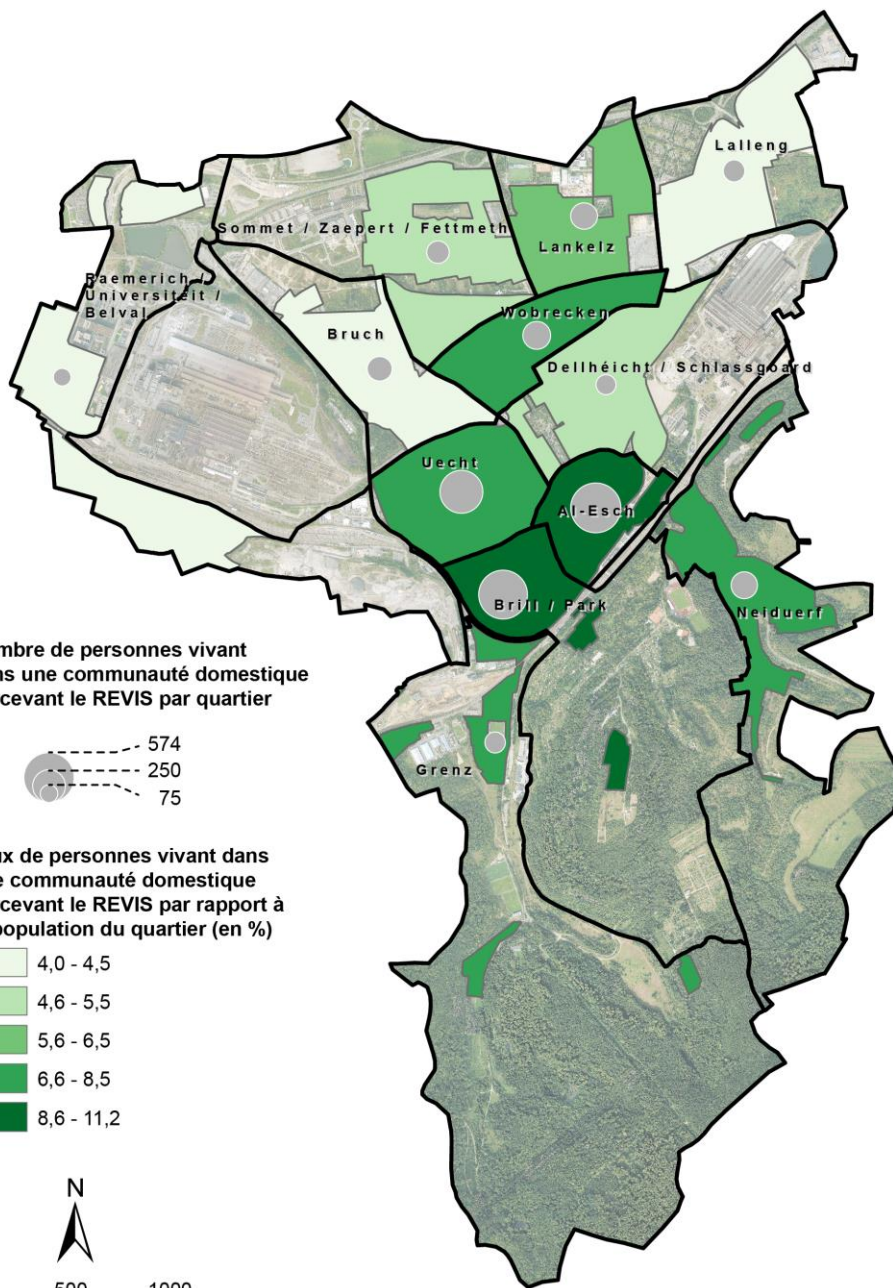 Lalleng
Sommet / Zaepert / Fettmeth
Lankelz
Raemerich /
Universitéit /
Belval
Wobrecken
Bruch
Dellhéicht / Schlassgoard
Uecht
Al-Esch
Brill / Park
Neiduerf
Grenz
mbre de personnes vivant
ns une communauté domestique
cevant le REVIS par quartier
574
250
75
ux de personnes vivant dans
e communauté domestique
cevant le REVIS par rapport à
population du quartier (en %)
4,0 - 4,5
4,6 - 5,5
5,6 - 6,5
6,6 - 8,5
8,6 - 11,2
N
500 1000